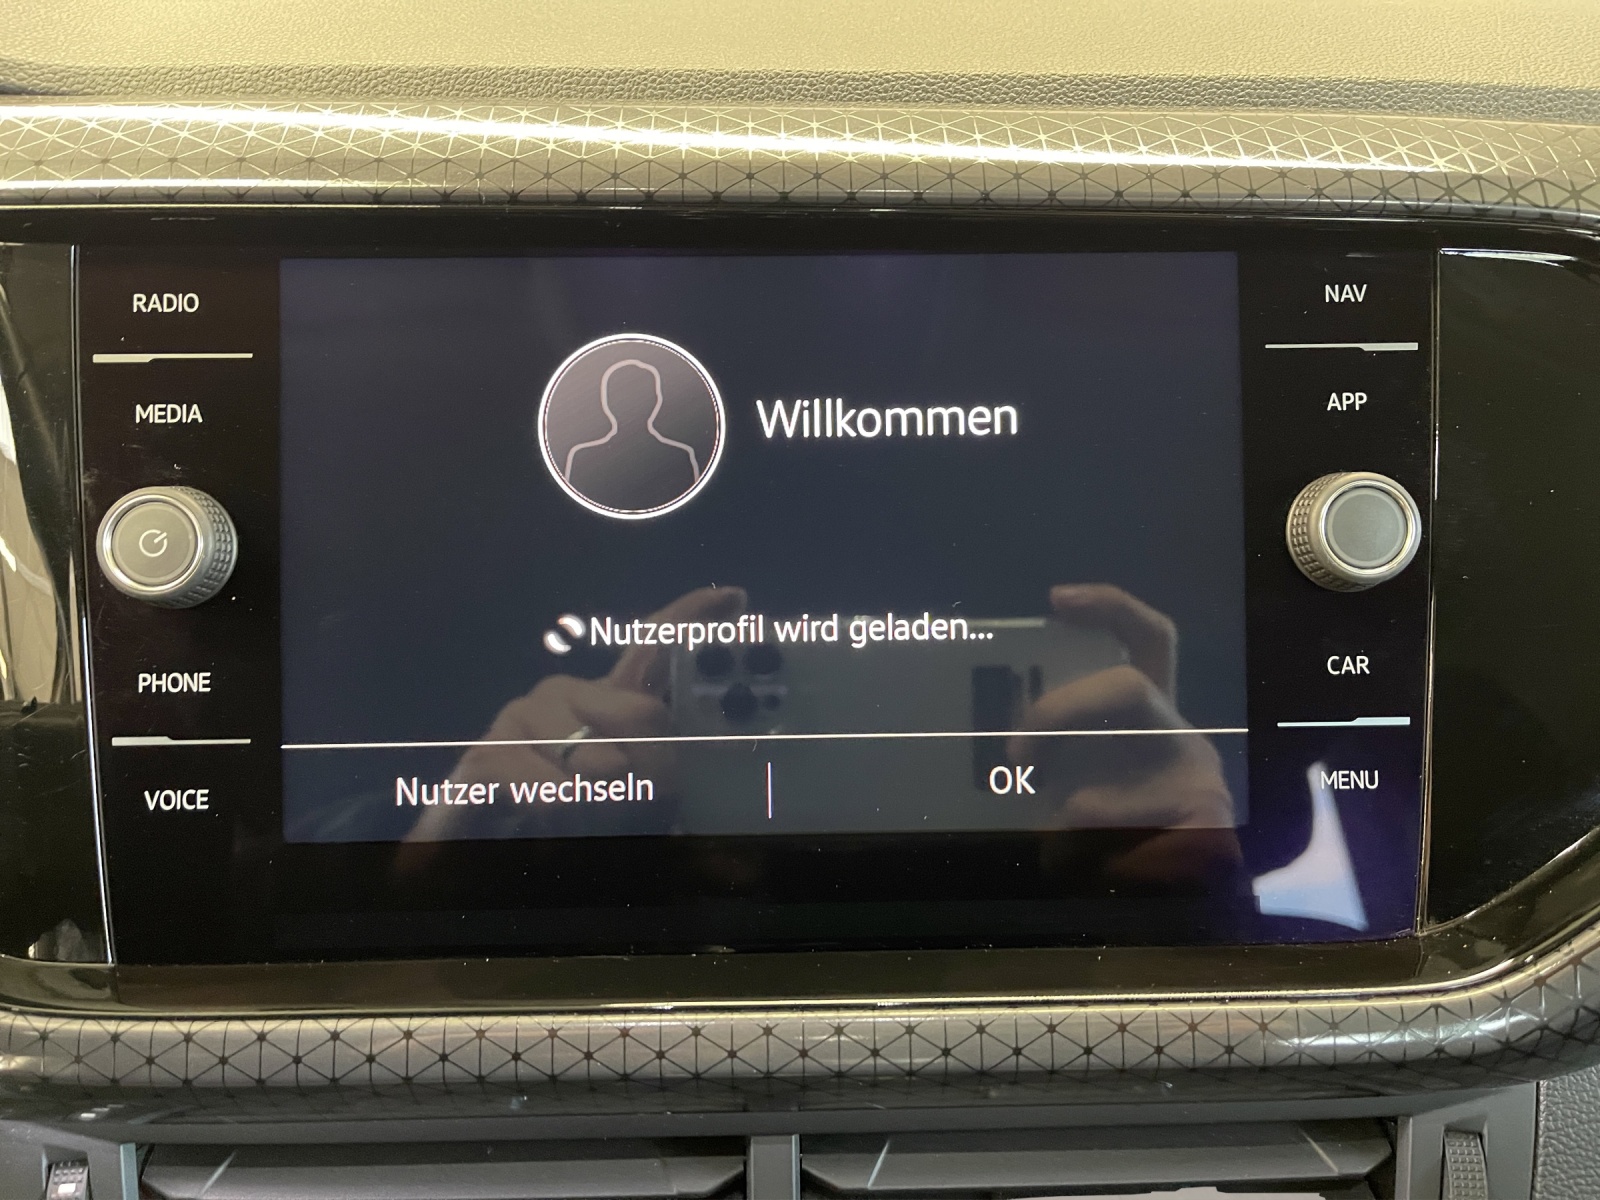 RADIO
MEDIA
PHONE
VOICE
Willkommen
Nutzerprofil wird geladen...
Nutzer wechseln
OK
NAV
APP
CAR
MENU